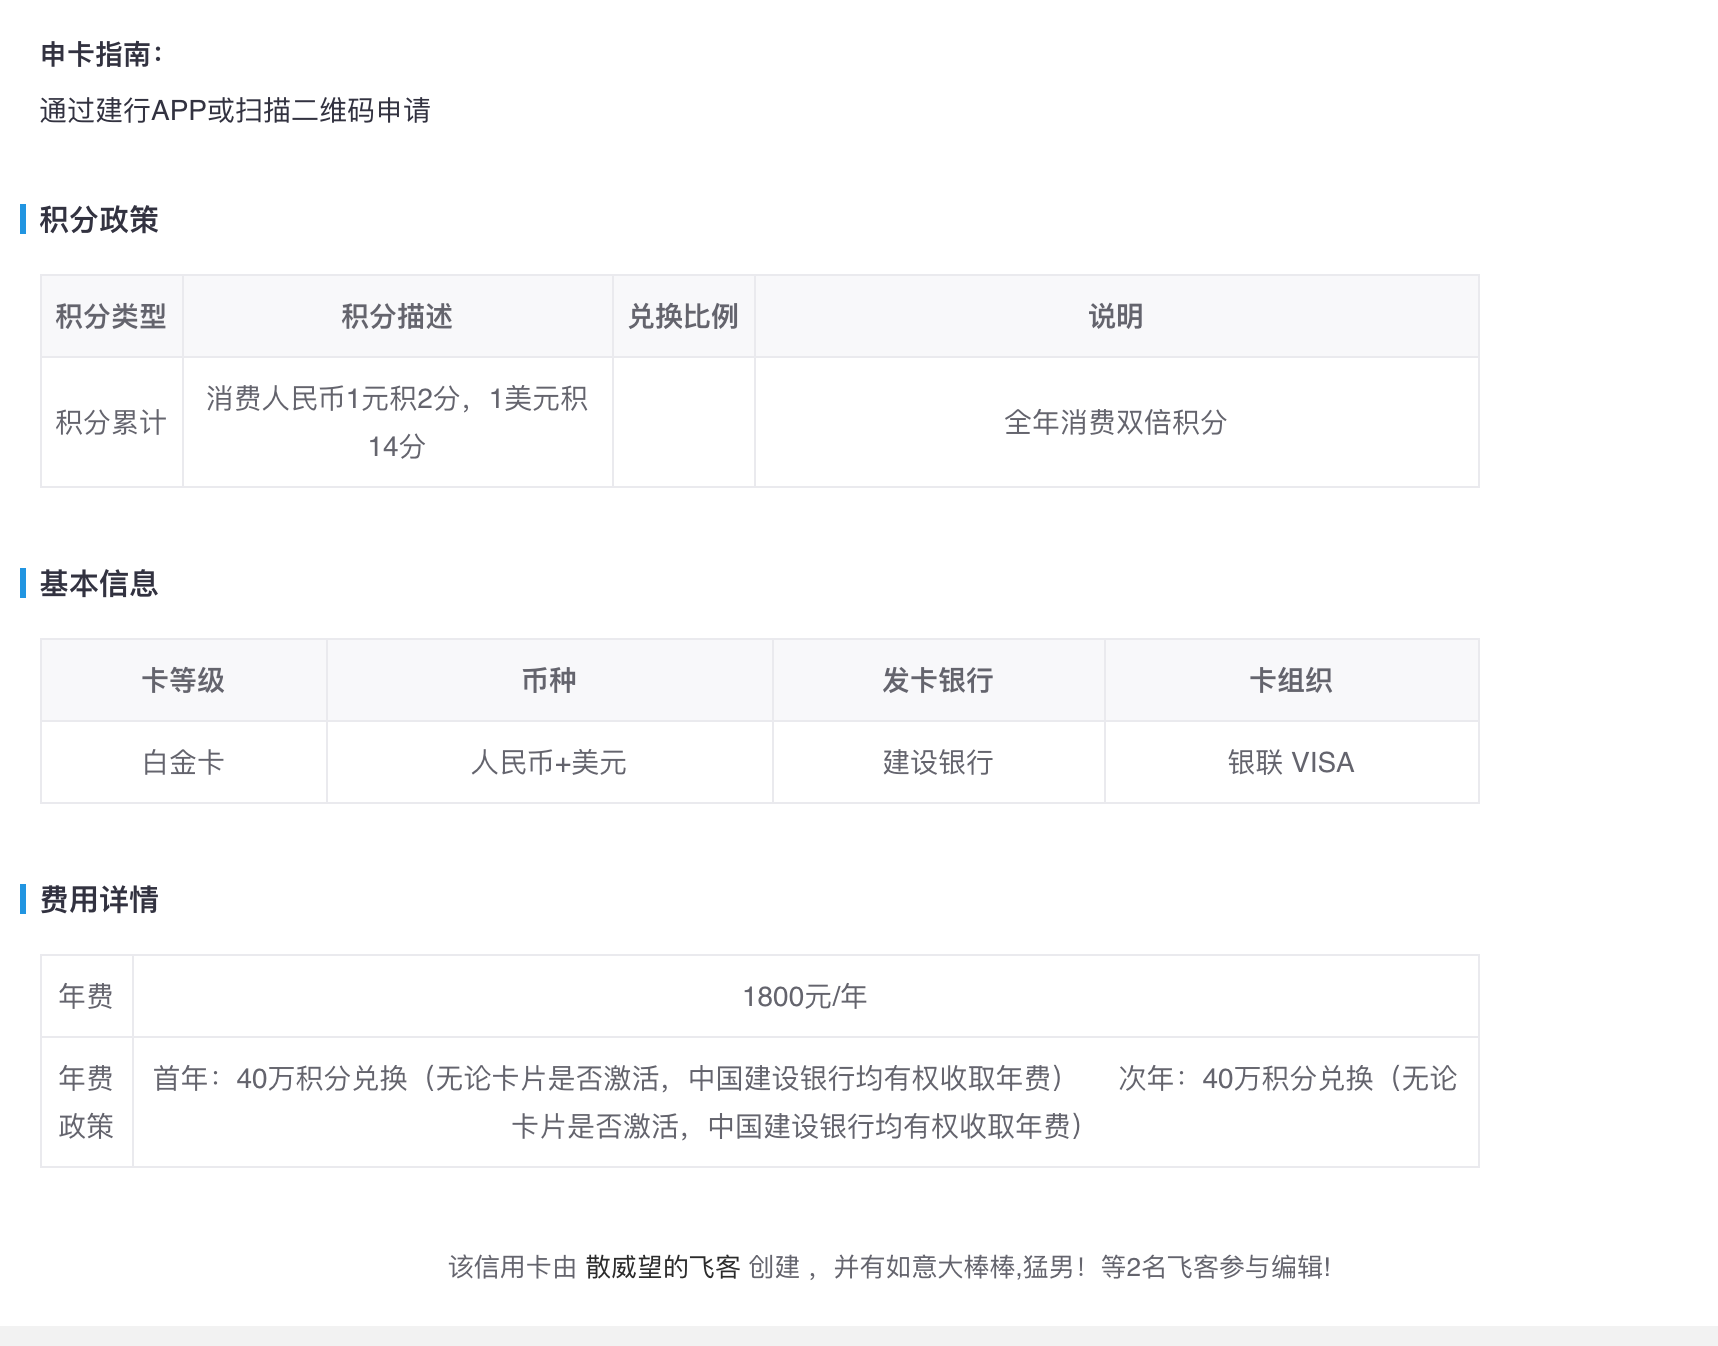 申卡指南：
通过建行APP或扫描二维码申请
积分政策
积分类型 积分描述 兑换比例 说明
积分累计 消费人民币1元积2分，1美元积14分 全年消费双倍积分
基本信息
卡等级 币种 发卡银行 卡组织
白金卡 人民币+美元 建设银行 银联 VISA
费用详情
年费 1800元/年
年费政策 首年：40万积分兑换（无论卡片是否激活，中国建设银行均有权收取年费） 次年：40万积分兑换（无论卡片是否激活，中国建设银行均有权收取年费）
该信用卡由 散威望的飞客 创建 ，并有如意大棒棒,猛男！等2名飞客参与编辑!